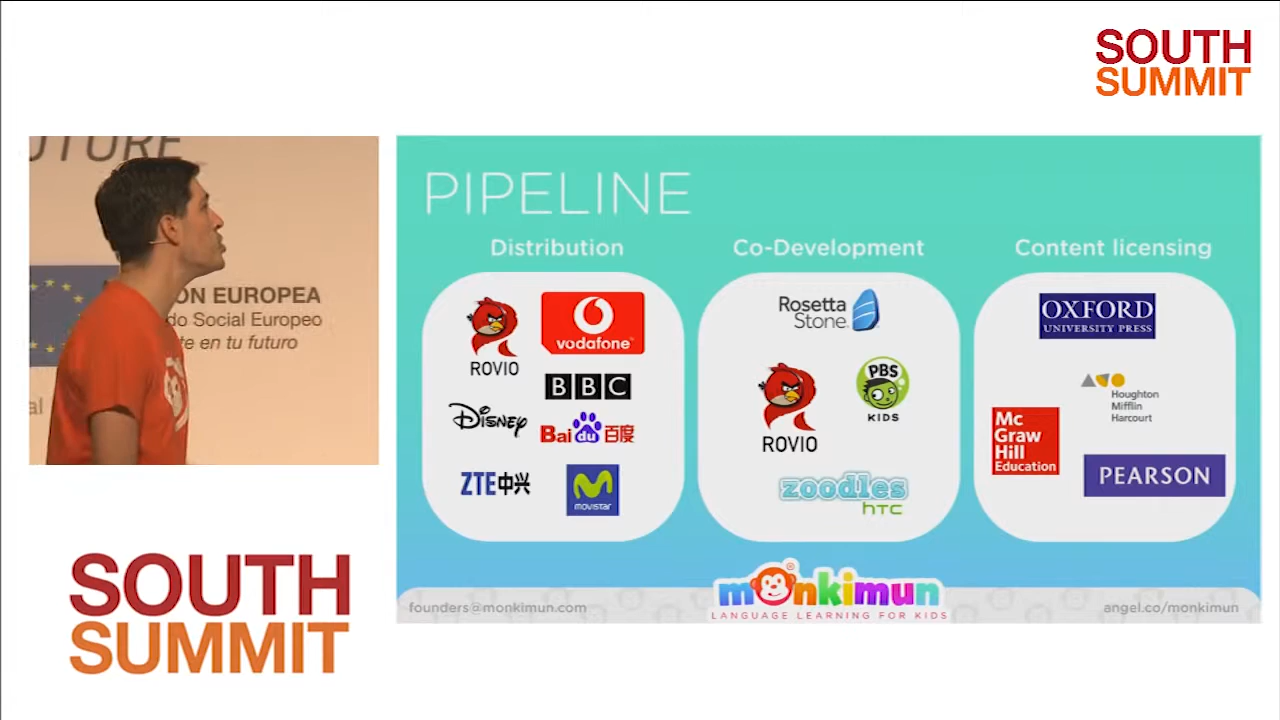 SOUTH
SUMMIT
UTURE
ON EUROPEA
do Social Europeo
te en tu futuro
al
SOUTH
SUMMIT
PIPELINE
Distribution
ROVIO
vodafone
BBC
Disney
Bai du 百度
ZTE中兴
movistar
Co-Development
Rosetta
Stone
ROVIO
PBS
KIDS
zoodles
hTC
Content licensing
OXFORD
UNIVERSITY PRESS
Houghton
Mifflin
Harcourt
Mc
Graw
Hill
Education
PEARSON
founders@monkimun.com
monkimun®
LANGUAGE LEARNING FOR KIDS
angel.co/monkimun